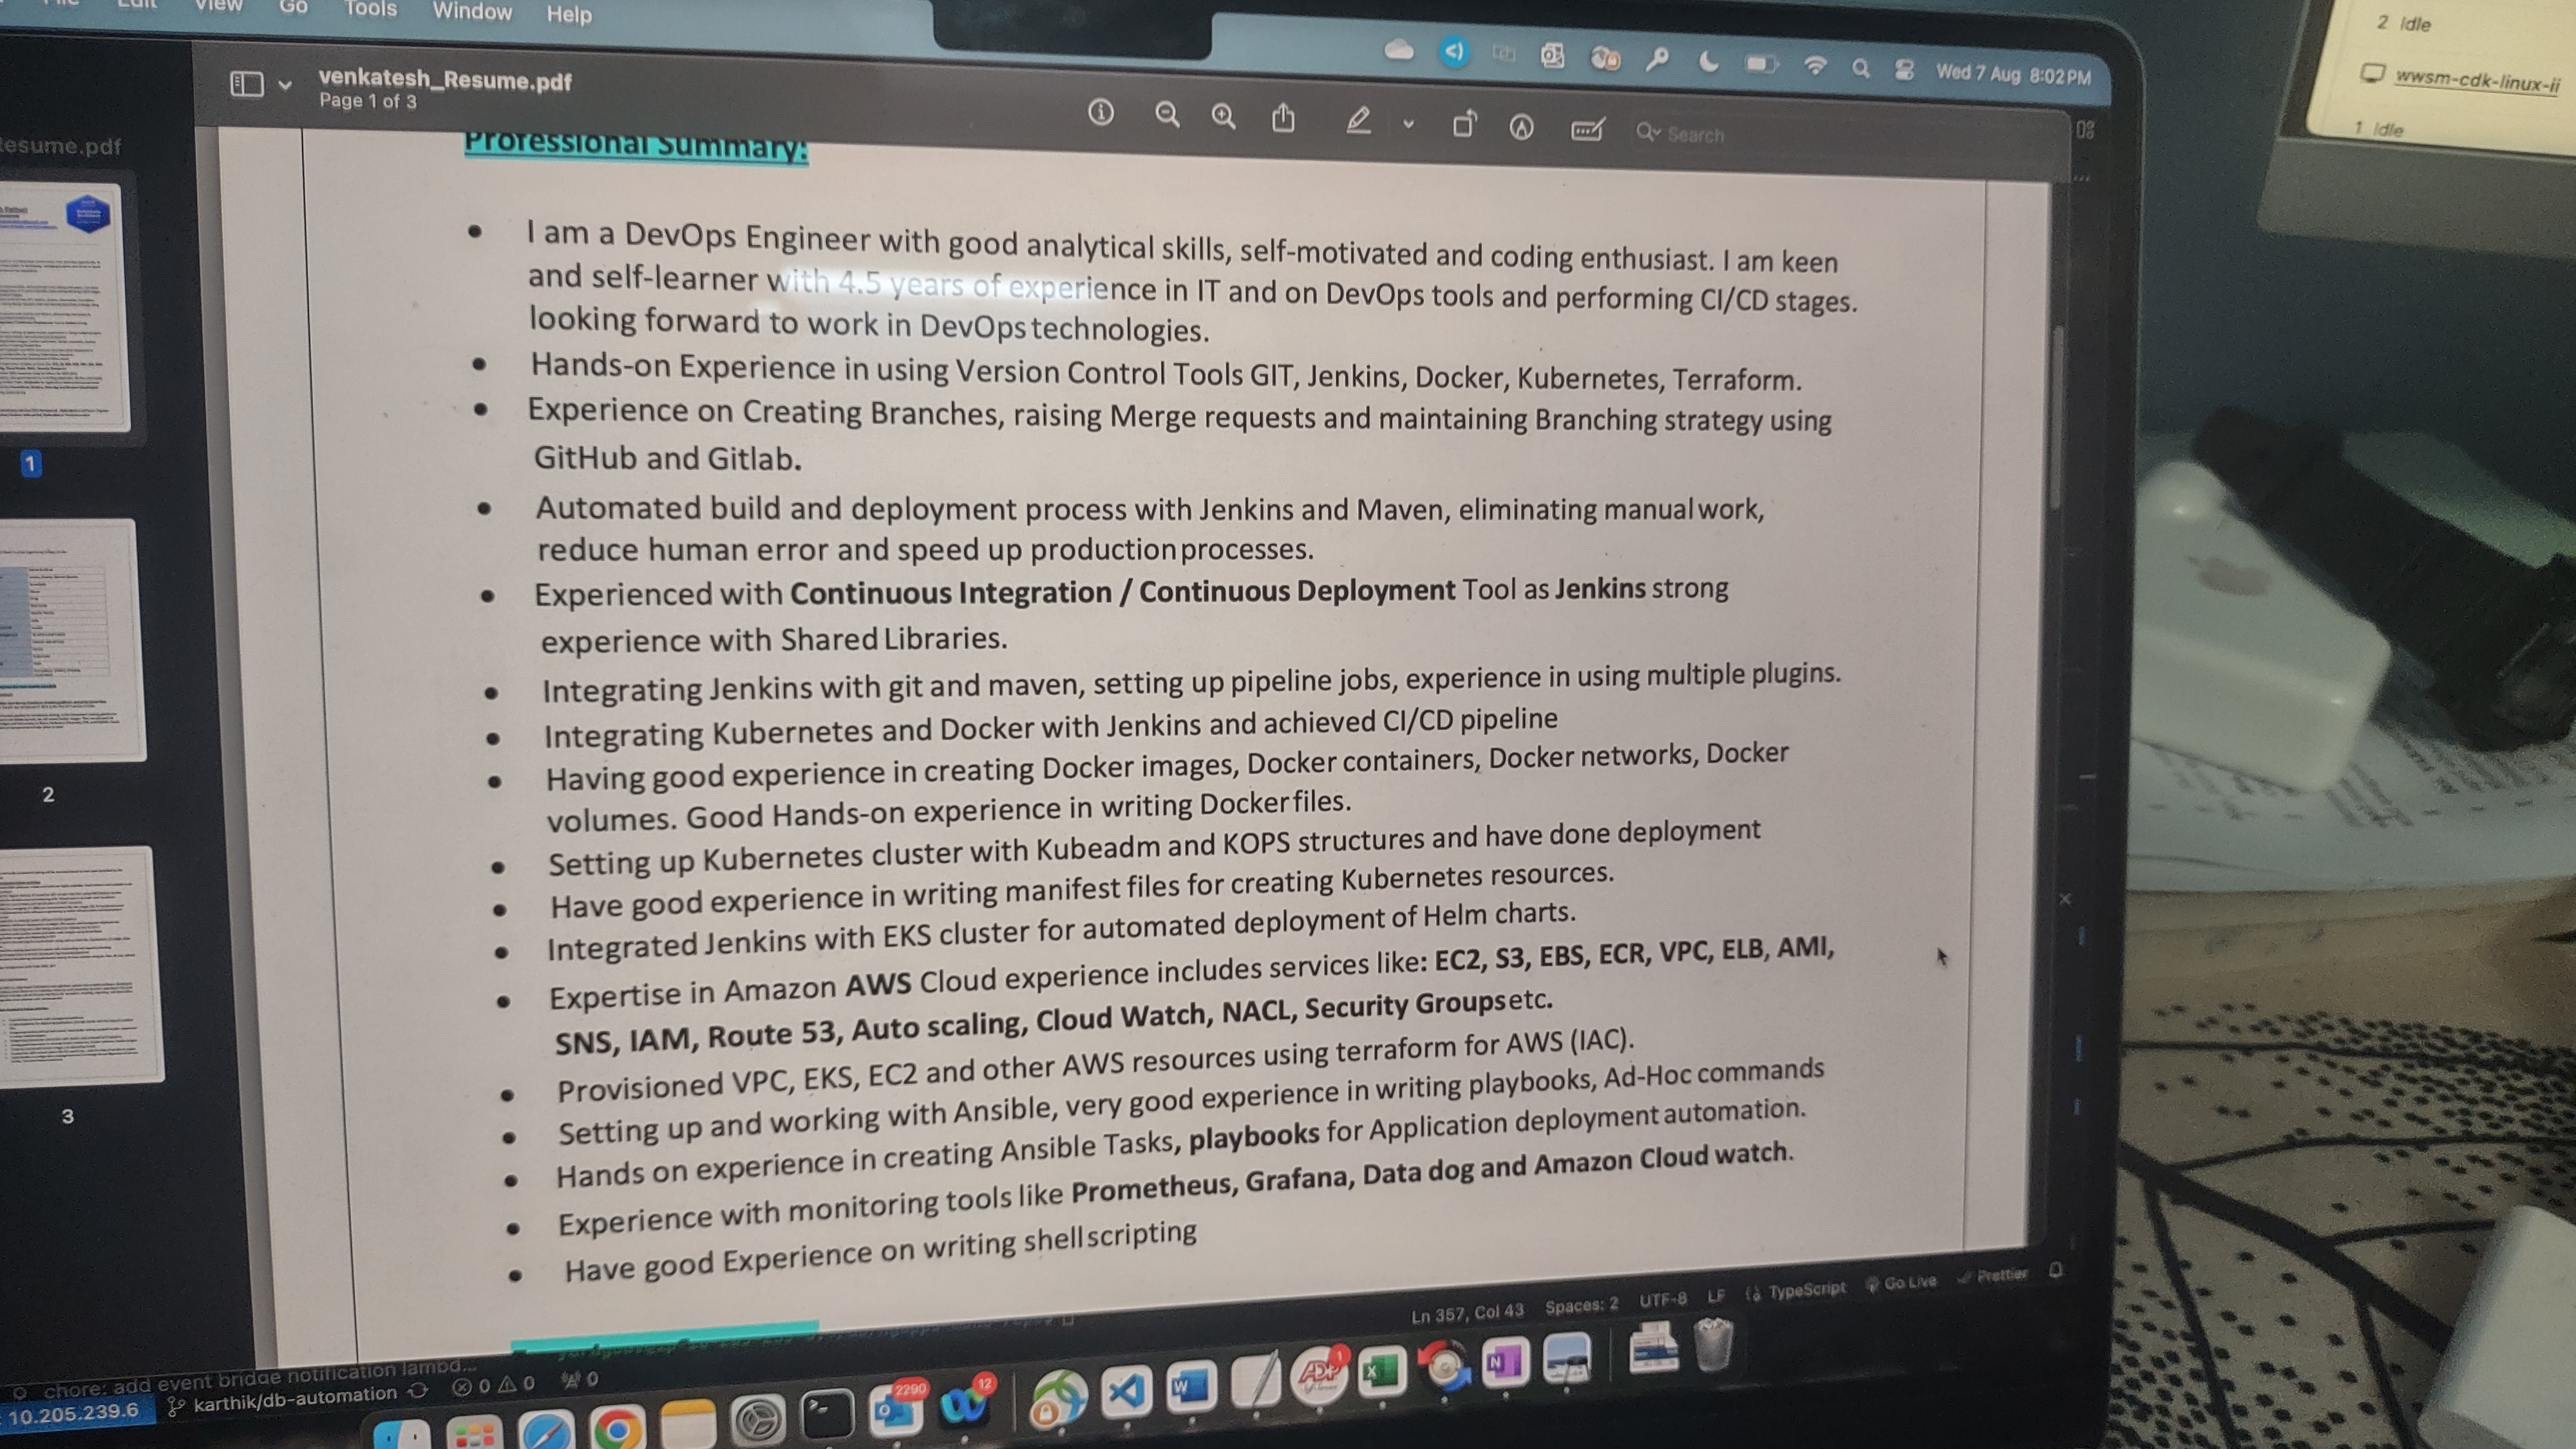 Edit View Go Tools Window Help
Wed 7 Aug 8:02 PM
venkatesh_Resume.pdf
Page 1 of 3
Search
esume.pdf
1
2
3
Professional Summary:
• I am a DevOps Engineer with good analytical skills, self-motivated and coding enthusiast. I am keen
and self-learner with 4.5 years of experience in IT and on DevOps tools and performing CI/CD stages.
looking forward to work in DevOps technologies.
• Hands-on Experience in using Version Control Tools GIT, Jenkins, Docker, Kubernetes, Terraform.
• Experience on Creating Branches, raising Merge requests and maintaining Branching strategy using
GitHub and Gitlab.
• Automated build and deployment process with Jenkins and Maven, eliminating manual work,
reduce human error and speed up production processes.
• Experienced with Continuous Integration / Continuous Deployment Tool as Jenkins strong
experience with Shared Libraries.
• Integrating Jenkins with git and maven, setting up pipeline jobs, experience in using multiple plugins.
• Integrating Kubernetes and Docker with Jenkins and achieved CI/CD pipeline
• Having good experience in creating Docker images, Docker containers, Docker networks, Docker
volumes. Good Hands-on experience in writing Dockerfiles.
• Setting up Kubernetes cluster with Kubeadm and KOPS structures and have done deployment
• Have good experience in writing manifest files for creating Kubernetes resources.
• Integrated Jenkins with EKS cluster for automated deployment of Helm charts.
• Expertise in Amazon AWS Cloud experience includes services like: EC2, S3, EBS, ECR, VPC, ELB, AMI,
SNS, IAM, Route 53, Auto scaling, Cloud Watch, NACL, Security Groups etc.
• Provisioned VPC, EKS, EC2 and other AWS resources using terraform for AWS (IAC).
• Setting up and working with Ansible, very good experience in writing playbooks, Ad-Hoc commands
• Hands on experience in creating Ansible Tasks, playbooks for Application deployment automation.
• Experience with monitoring tools like Prometheus, Grafana, Data dog and Amazon Cloud watch.
• Have good Experience on writing shell scripting
Ln 357, Col 43 Spaces: 2 UTF-8 LF TypeScript Go Live Prettier
chore: add event bridge notification lambd...
10.205.239.6 karthik/db-automation 0 0 0
2290
12
ADP
1
2 Idle
wwsm-cdk-linux-ii
1 Idle